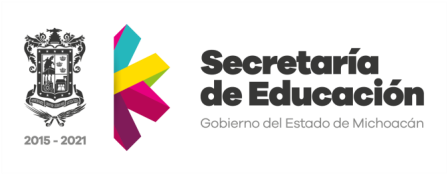 Secretaría
de Educación
Gobierno del Estado de Michoacán
2015 - 2021